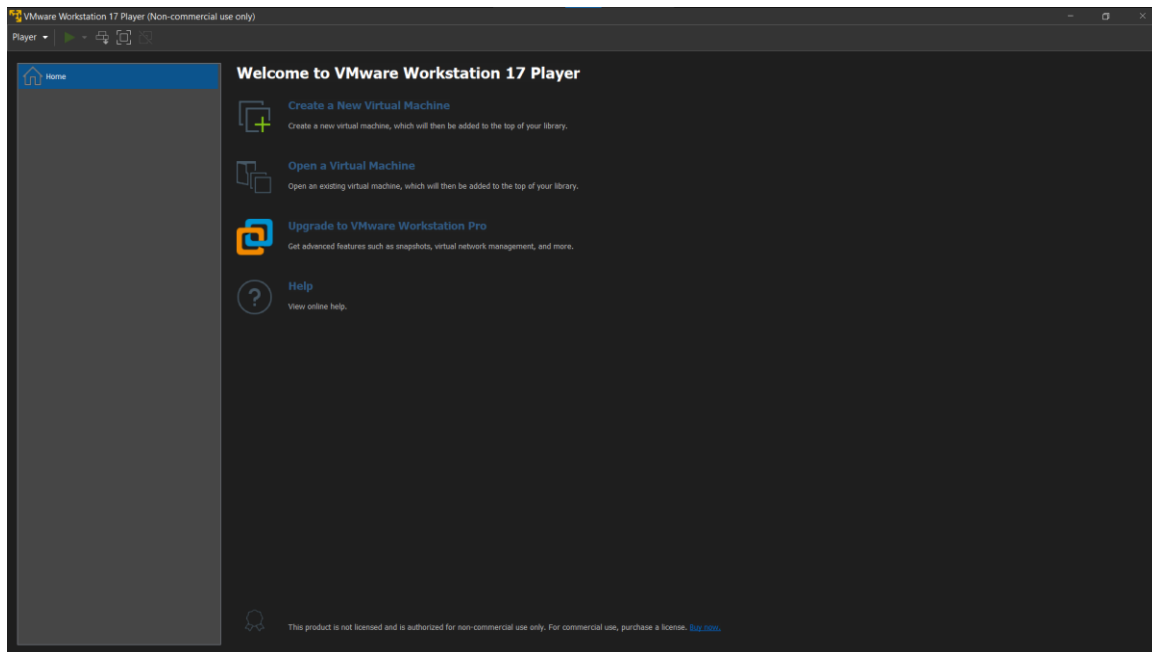 VMware Workstation 17 Player (Non-commercial use only)
Player
Home
Welcome to VMware Workstation 17 Player
Create a New Virtual Machine
Create a new virtual machine, which will then be added to the top of your library.
Open a Virtual Machine
Open an existing virtual machine, which will then be added to the top of your library.
Upgrade to VMware Workstation Pro
Get advanced features such as snapshots, virtual network management, and more.
Help
View online help.
This product is not licensed and is authorized for non-commercial use only. For commercial use, purchase a license. Buy now.